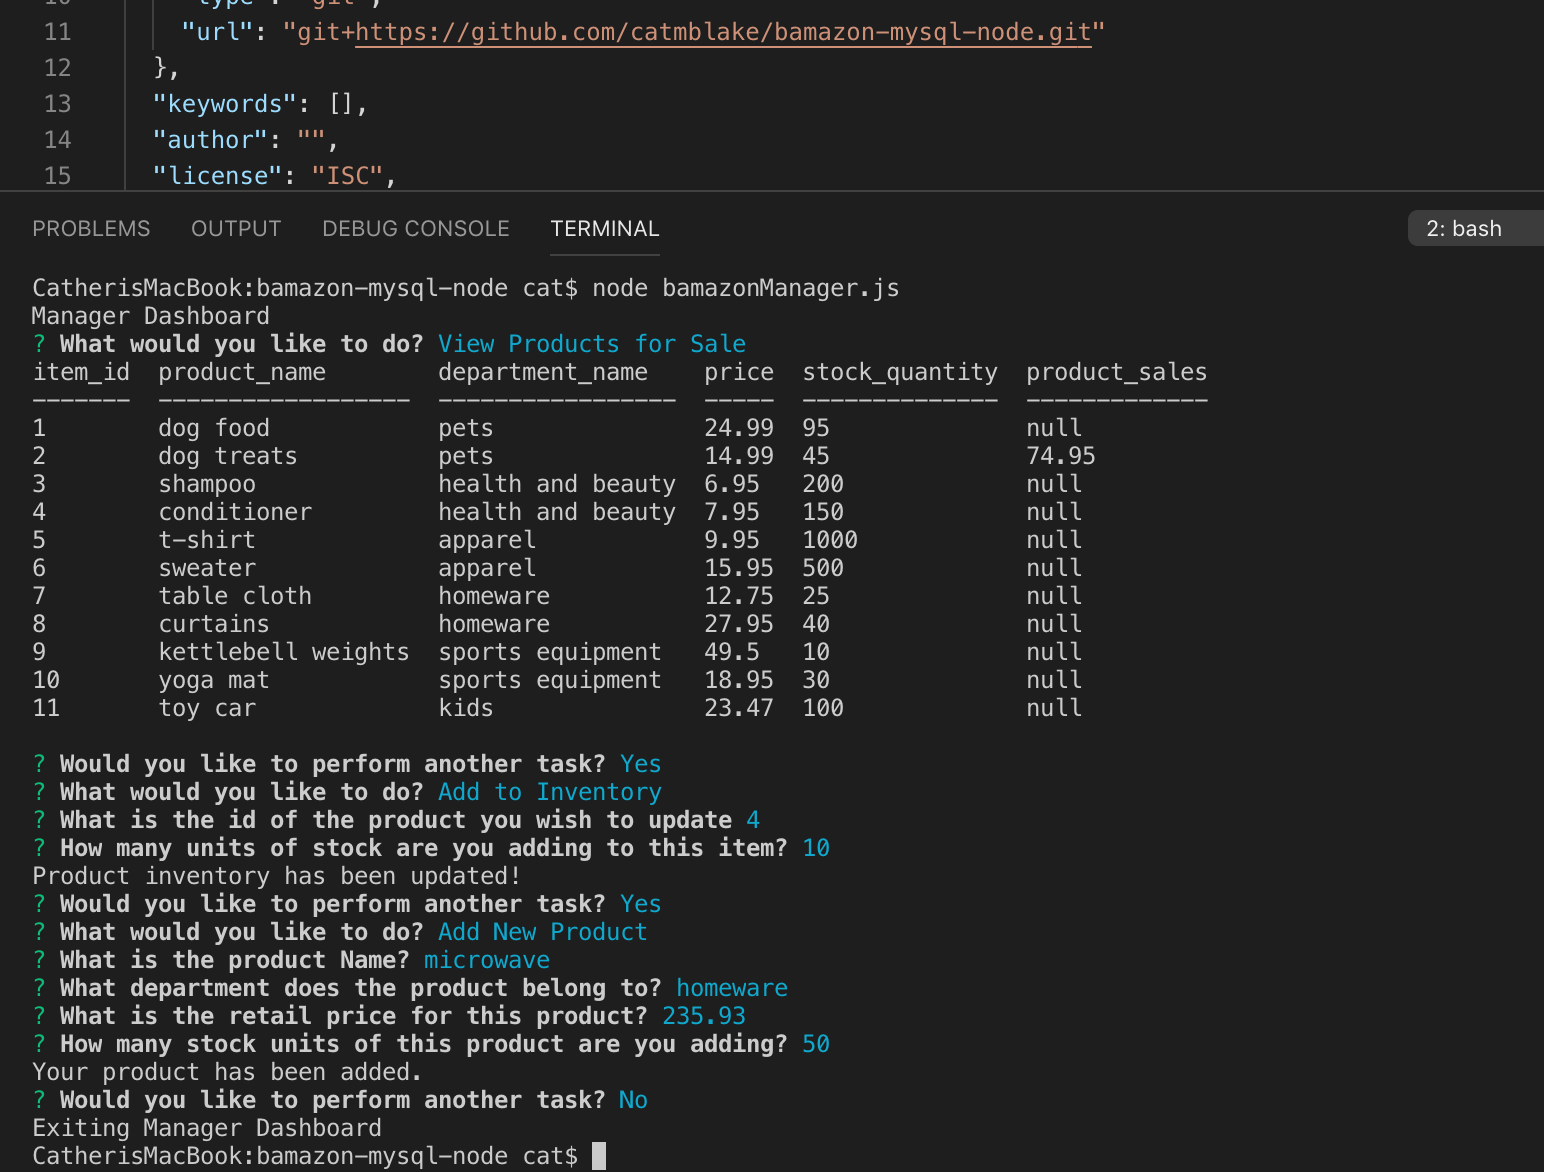 10 "type": "git",
11 "url": "git+https://github.com/catmblake/bamazon-mysql-node.git"
12 },
13 "keywords": [],
14 "author": "",
15 "license": "ISC",
PROBLEMS OUTPUT DEBUG CONSOLE TERMINAL 2: bash
CatherisMacBook:bamazon-mysql-node cat$ node bamazonManager.js
Manager Dashboard
? What would you like to do? View Products for Sale
item_id product_name department_name price stock_quantity product_sales
------- ------------------ ----------------- ----- -------------- -------------
1 dog food pets 24.99 95 null
2 dog treats pets 14.99 45 74.95
3 shampoo health and beauty 6.95 200 null
4 conditioner health and beauty 7.95 150 null
5 t-shirt apparel 9.95 1000 null
6 sweater apparel 15.95 500 null
7 table cloth homeware 12.75 25 null
8 curtains homeware 27.95 40 null
9 kettlebell weights sports equipment 49.5 10 null
10 yoga mat sports equipment 18.95 30 null
11 toy car kids 23.47 100 null
? Would you like to perform another task? Yes
? What would you like to do? Add to Inventory
? What is the id of the product you wish to update 4
? How many units of stock are you adding to this item? 10
Product inventory has been updated!
? Would you like to perform another task? Yes
? What would you like to do? Add New Product
? What is the product Name? microwave
? What department does the product belong to? homeware
? What is the retail price for this product? 235.93
? How many stock units of this product are you adding? 50
Your product has been added.
? Would you like to perform another task? No
Exiting Manager Dashboard
CatherisMacBook:bamazon-mysql-node cat$